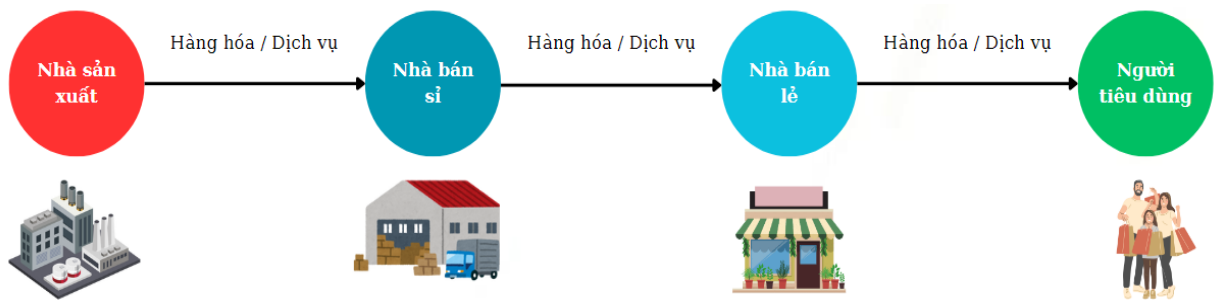 Hàng hóa / Dịch vụ
Hàng hóa / Dịch vụ
Hàng hóa / Dịch vụ
Nhà sản
xuất
Nhà bán
sỉ
Nhà bán
lẻ
Người
tiêu dùng